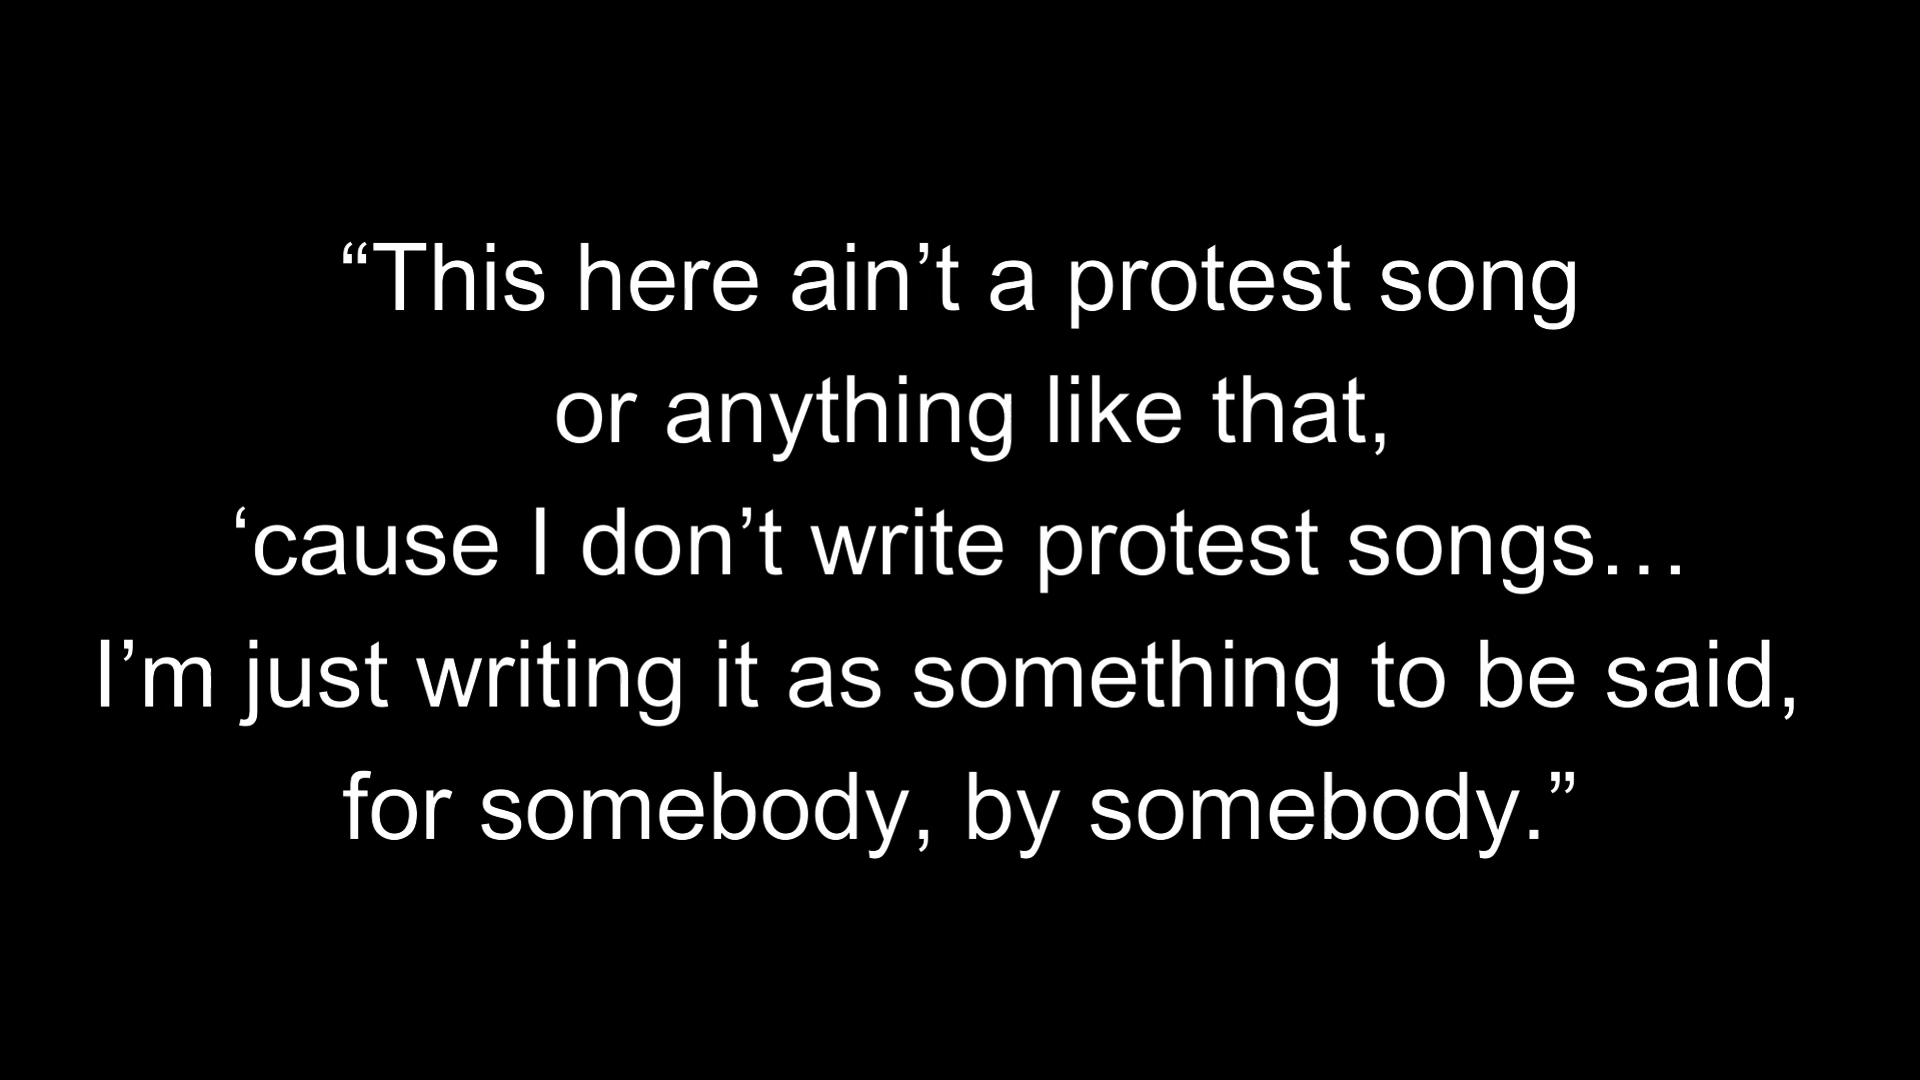 “This here ain’t a protest song
or anything like that,
‘cause I don’t write protest songs…
I’m just writing it as something to be said,
for somebody, by somebody.”